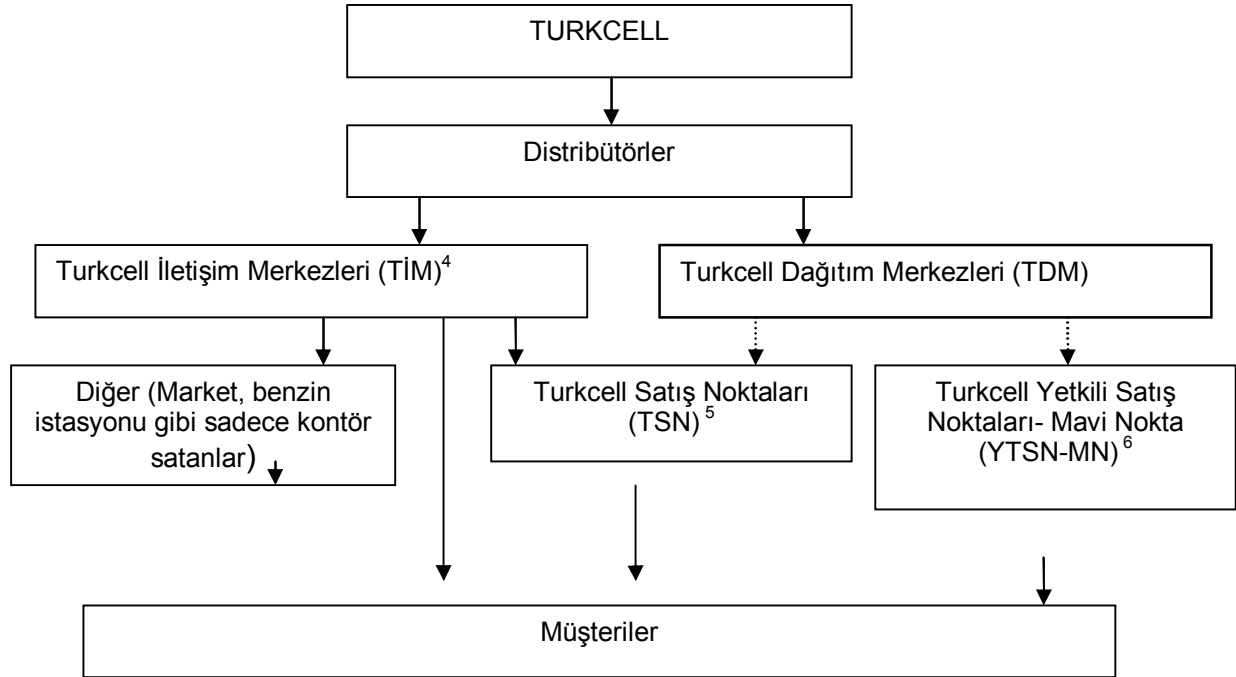 TURKCELL
Distribütörler
Turkcell İletişim Merkezleri (TİM)4
Turkcell Dağıtım Merkezleri (TDM)
Diğer (Market, benzin
istasyonu gibi sadece kontör
satanlar)
Turkcell Satış Noktaları
(TSN) 5
Turkcell Yetkili Satış
Noktaları- Mavi Nokta
(YTSN-MN) 6
Müşteriler